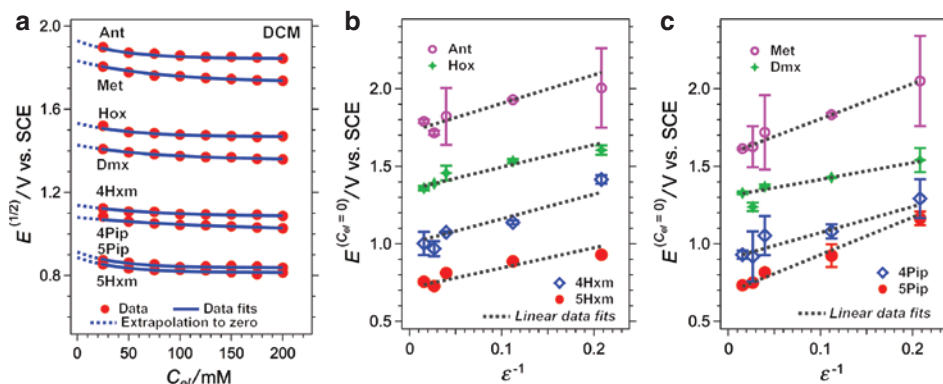 a
DCM
E(1/2)/V vs. SCE
2.0
1.6
1.2
0.8
Ant
Met
Hox
Dmx
4Hxm
4Pip
5Pip
5Hxm
Data
Data fits
Extrapolation to zero
0 50 100 150 200
Cel/mM
b
E(Cel = 0)/V vs. SCE
2.0
1.5
1.0
0.5
Ant
Hox
4Hxm
5Hxm
Linear data fits
0 0.1 0.2
ε-1
c
E(Cel = 0)/V vs. SCE
2.0
1.5
1.0
0.5
Met
Dmx
4Pip
5Pip
Linear data fits
0 0.1 0.2
ε-1